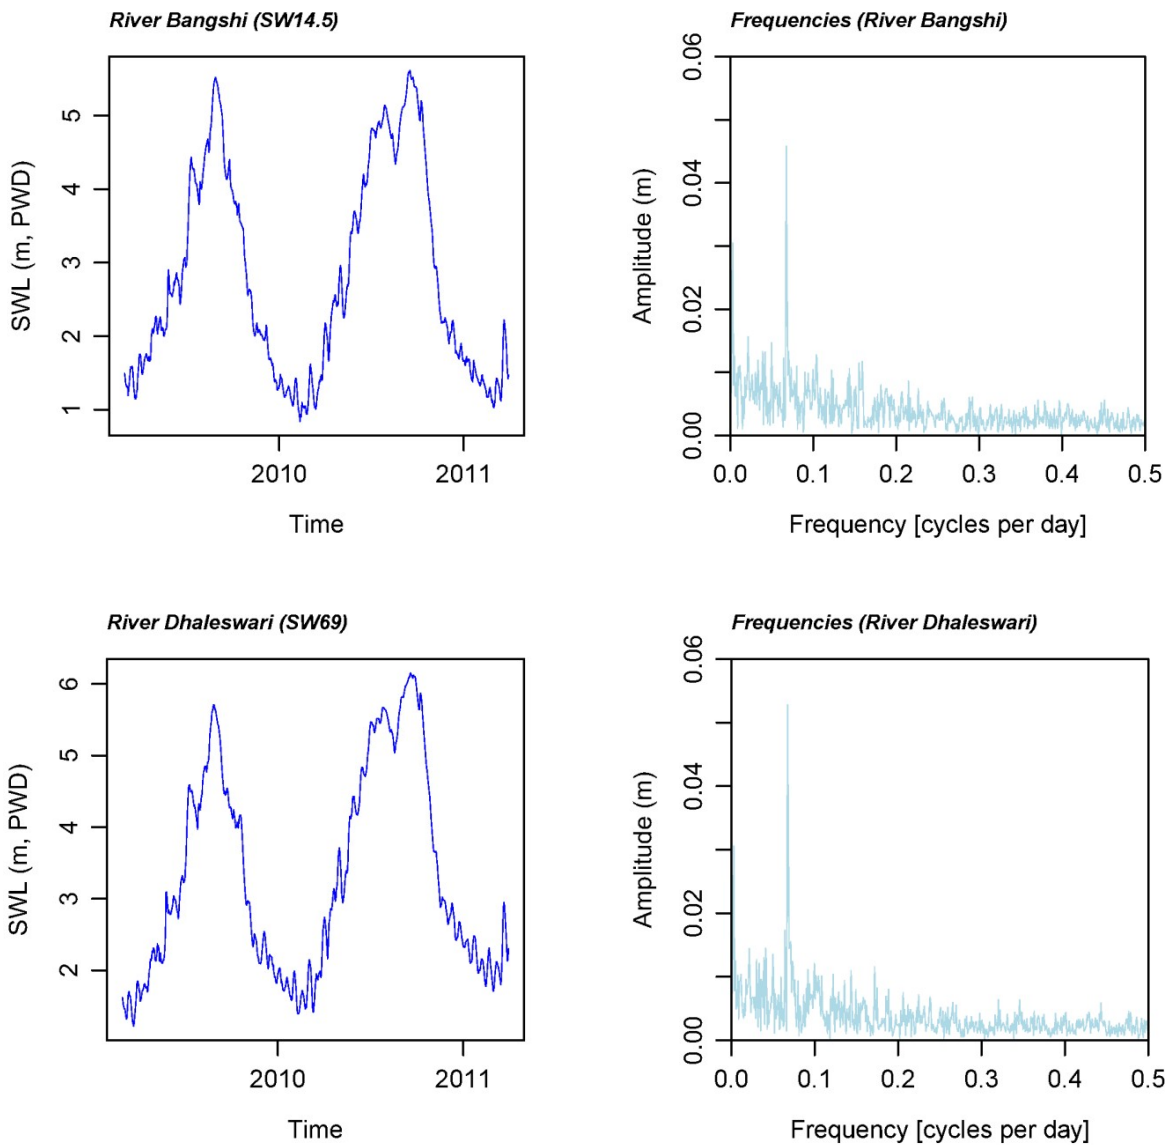 River Bangshi (SW14.5)
SWL (m, PWD)
5
4
3
2
1
2010 2011
Time
Frequencies (River Bangshi)
Amplitude (m)
0.06
0.04
0.02
0.00
0.0 0.1 0.2 0.3 0.4 0.5
Frequency [cycles per day]
River Dhaleswari (SW69)
SWL (m, PWD)
6
5
4
3
2
2010 2011
Time
Frequencies (River Dhaleswari)
Amplitude (m)
0.06
0.04
0.02
0.00
0.0 0.1 0.2 0.3 0.4 0.5
Frequency [cycles per day]